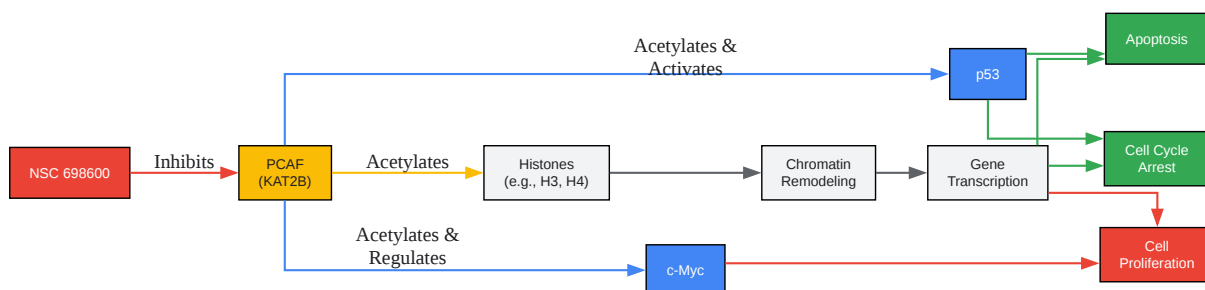 Acetylates &
Activates
p53
Apoptosis
NSC 698600
Inhibits
PCAF
(KAT2B)
Acetylates
Histones
(e.g., H3, H4)
Chromatin
Remodeling
Gene
Transcription
Cell Cycle
Arrest
Acetylates &
Regulates
c-Myc
Cell
Proliferation